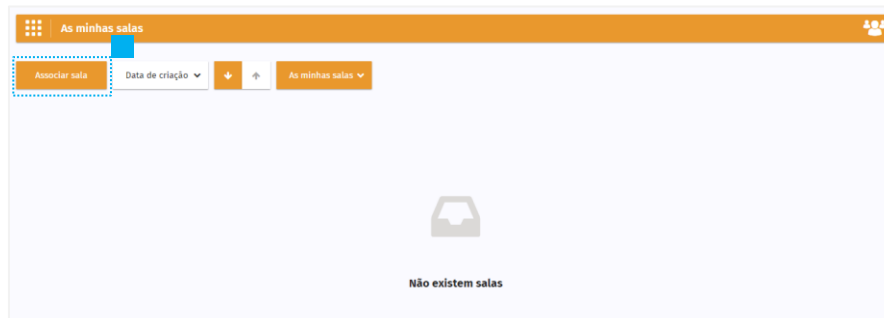 As minhas salas
Associar sala Data de criação As minhas salas
Não existem salas